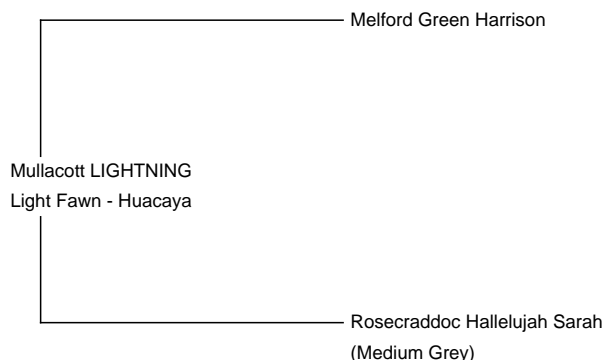 Melford Green Harrison
Mullacott LIGHTNING
Light Fawn - Huacaya
Rosecraddoc Hallelujah Sarah
(Medium Grey)